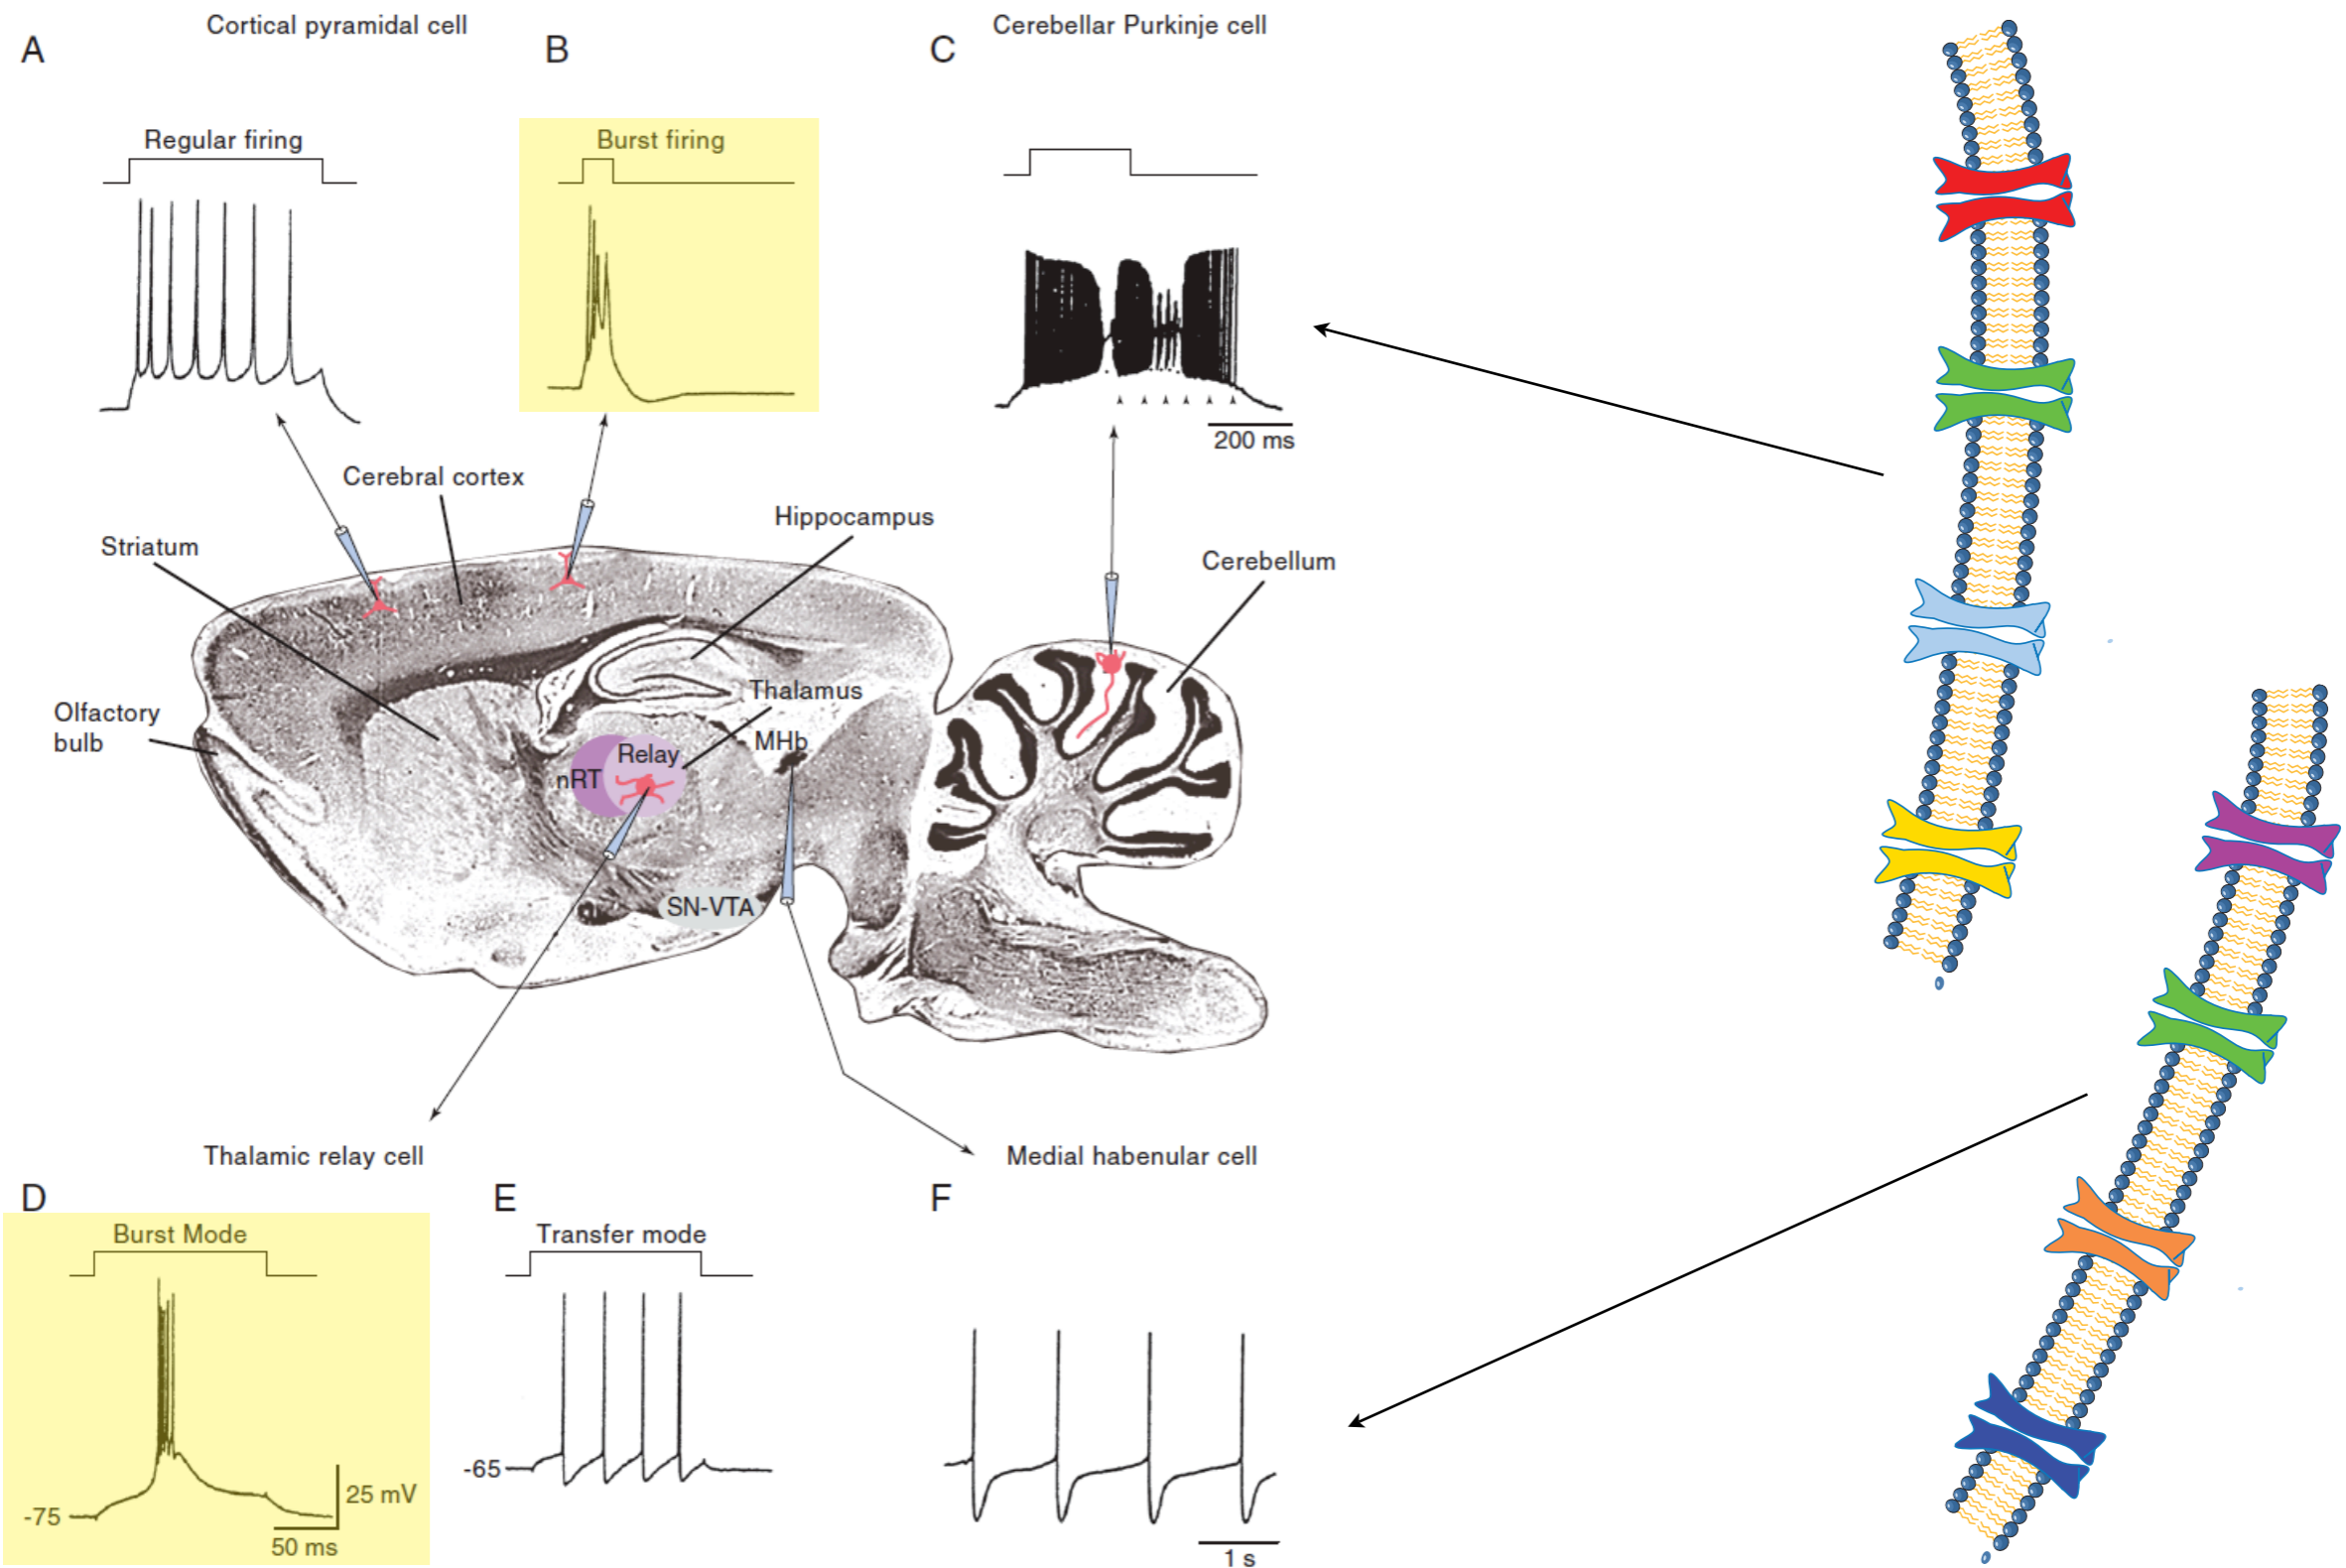 Cortical pyramidal cell
Cerebellar Purkinje cell
A
B
C
Regular firing
Burst firing
200 ms
Cerebral cortex
Hippocampus
Striatum
Cerebellum
Thalamus
Olfactory
bulb
MHb
Relay
nRT
SN-VTA
Thalamic relay cell
Medial habenular cell
D
E
F
Burst Mode
Transfer mode
-65
25 mV
-75
50 ms
1 s